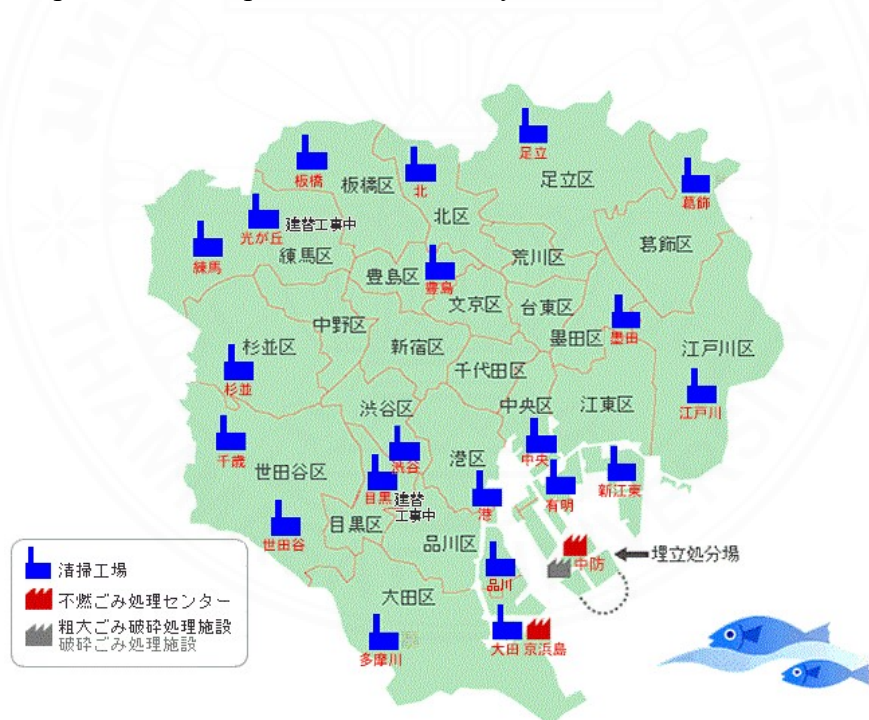 足立
板橋
板橋区
北
足立区
葛飾
北区
光が丘
建替工事中
練馬
練馬区
荒川区
葛飾区
豊島区
豊島
文京区
台東区
中野区
墨田区
墨田
杉並区
新宿区
江戸川区
千代田区
杉並
渋谷区
中央区
江東区
江戸川
千歳
世田谷区
渋谷
港区
中央
目黒
建替
工事中
港
有明
新江東
世田谷
目黒区
品川区
清掃工場
品川
中防
埋立処分場
不燃ごみ処理センター
大田区
粗大ごみ破砕処理施設
破砕ごみ処理施設
多摩川
大田
京浜島